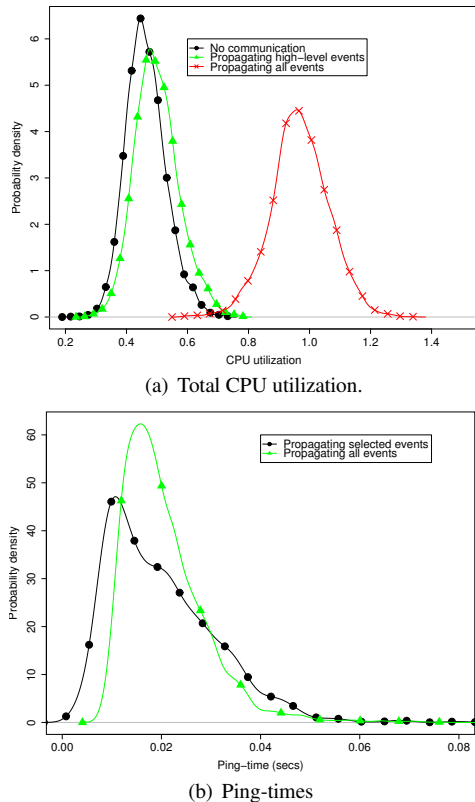 Probability density
0 1 2 3 4 5 6
No communication
Propagating high-level events
Propagating all events
0.2 0.4 0.6 0.8 1.0 1.2 1.4
CPU utilization
(a) Total CPU utilization.
Probability density
0 10 20 30 40 50 60
Propagating selected events
Propagating all events
0.00 0.02 0.04 0.06 0.08
Ping-time (secs)
(b) Ping-times